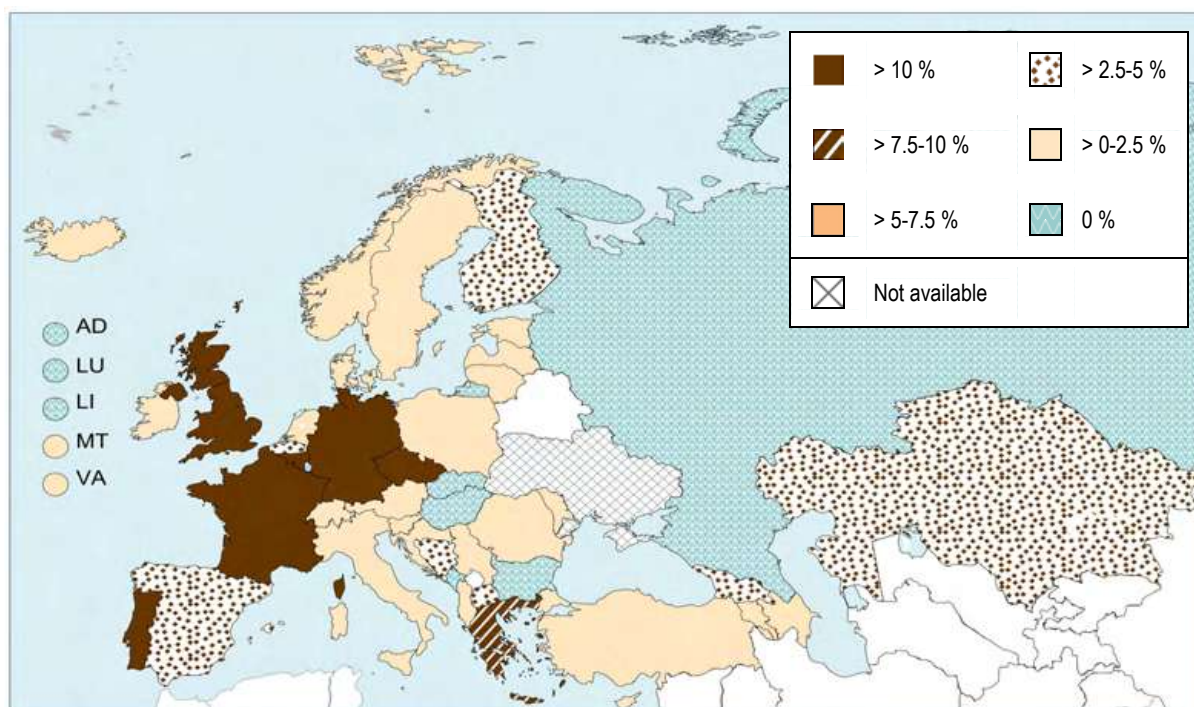 > 10 %
> 2.5-5 %
> 7.5-10 %
> 0-2.5 %
> 5-7.5 %
0 %
Not available
AD
LU
LI
MT
VA